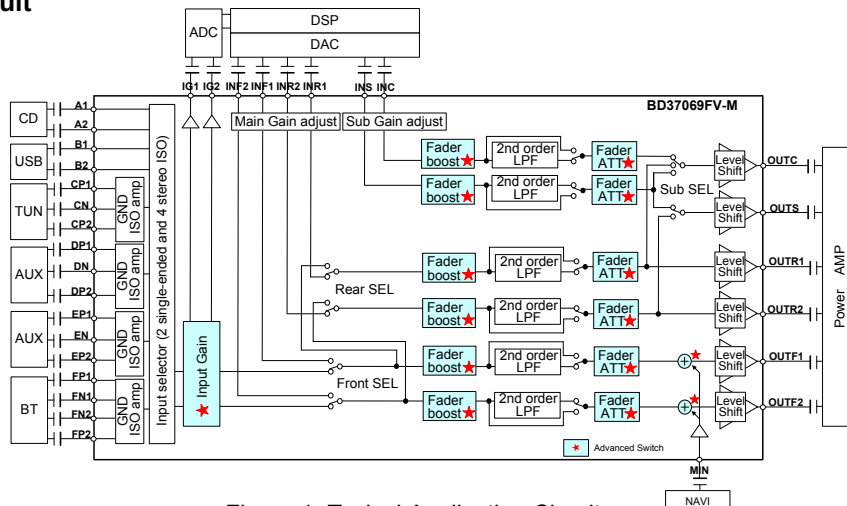 uit
DSP
ADC
DAC
IG1 IG2 INF2 INF1 INR2 INR1 INS INC
BD37069FV-M
Main Gain adjust
Sub Gain adjust
CD
A1
A2
USB
B1
B2
TUN
CP1
CN
CP2
GND
ISO amp
AUX
DP1
DN
DP2
GND
ISO amp
AUX
EP1
EN
EP2
GND
ISO amp
BT
FP1
FN1
FN2
FP2
GND
ISO amp
Input selector (2 single-ended and 4 stereo ISO)
Input Gain
Fader
boost
2nd order
LPF
Fader
ATT
Level
Shift
OUTC
Fader
boost
2nd order
LPF
Fader
ATT
Sub SEL
Level
Shift
OUTS
Rear SEL
Fader
boost
2nd order
LPF
Fader
ATT
Level
Shift
OUTR1
Fader
boost
2nd order
LPF
Fader
ATT
Level
Shift
OUTR2
Front SEL
Fader
boost
2nd order
LPF
Fader
ATT
Level
Shift
OUTF1
Fader
boost
2nd order
LPF
Fader
ATT
Level
Shift
OUTF2
Power AMP
Advanced Switch
MIN
NAVI